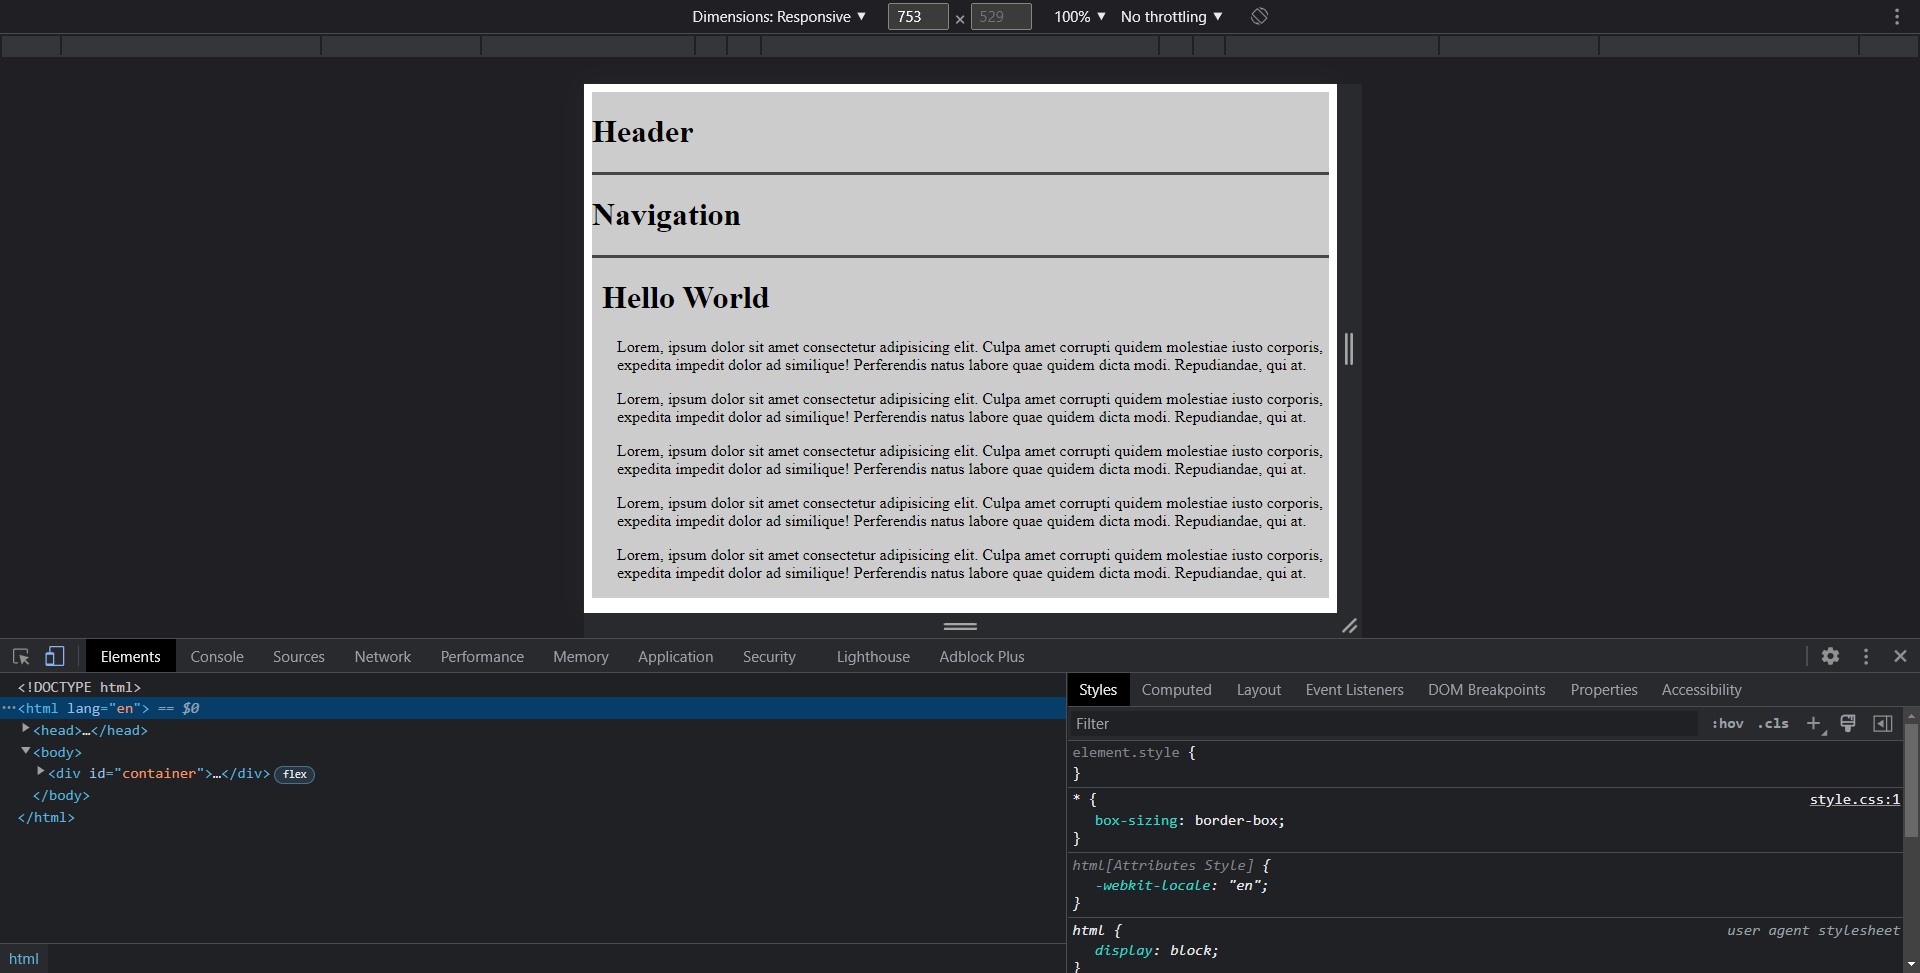 Dimensions: Responsive ▼ 753 × 529 100% ▼ No throttling ▼
Header
Navigation
Hello World
Lorem, ipsum dolor sit amet consectetur adipisicing elit. Culpa amet corrupti quidem molestiae iusto corporis,
expedita impedit dolor ad similique! Perferendis natus labore quae quidem dicta modi. Repudiandae, qui at.
Lorem, ipsum dolor sit amet consectetur adipisicing elit. Culpa amet corrupti quidem molestiae iusto corporis,
expedita impedit dolor ad similique! Perferendis natus labore quae quidem dicta modi. Repudiandae, qui at.
Lorem, ipsum dolor sit amet consectetur adipisicing elit. Culpa amet corrupti quidem molestiae iusto corporis,
expedita impedit dolor ad similique! Perferendis natus labore quae quidem dicta modi. Repudiandae, qui at.
Lorem, ipsum dolor sit amet consectetur adipisicing elit. Culpa amet corrupti quidem molestiae iusto corporis,
expedita impedit dolor ad similique! Perferendis natus labore quae quidem dicta modi. Repudiandae, qui at.
Lorem, ipsum dolor sit amet consectetur adipisicing elit. Culpa amet corrupti quidem molestiae iusto corporis,
expedita impedit dolor ad similique! Perferendis natus labore quae quidem dicta modi. Repudiandae, qui at.
Elements Console Sources Network Performance Memory Application Security Lighthouse Adblock Plus
<!DOCTYPE html>
···<html lang="en"> == $0
<head>…</head>
<body>
<div id="container">…</div> flex
</body>
</html>
html
Styles Computed Layout Event Listeners DOM Breakpoints Properties Accessibility
Filter :hov .cls +
element.style {
}
* { style.css:1
box-sizing: border-box;
}
html[Attributes Style] {
-webkit-locale: "en";
}
html { user agent stylesheet
display: block;
}